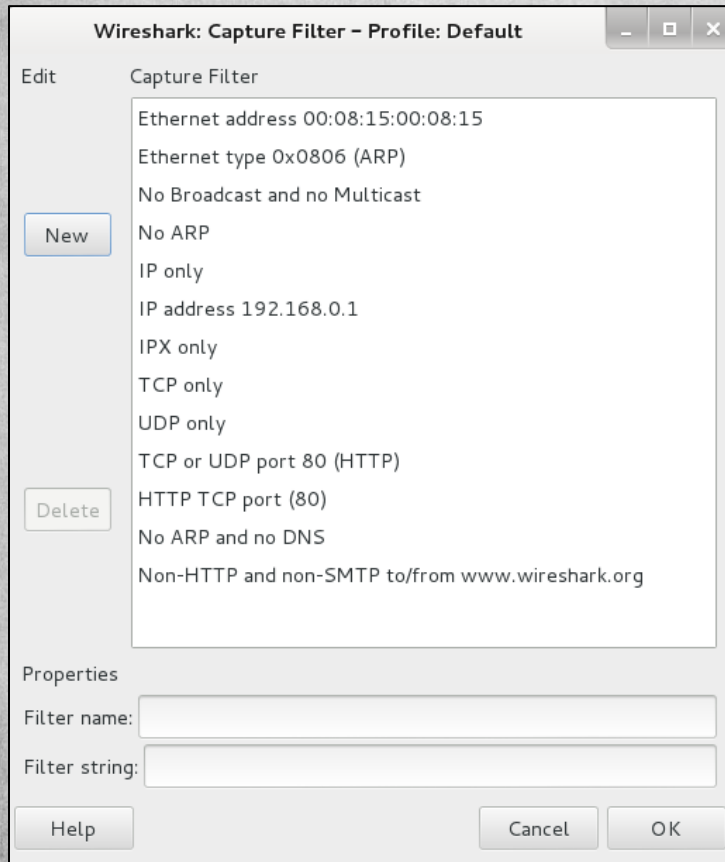 Wireshark: Capture Filter – Profile: Default
Edit
Capture Filter
Ethernet address 00:08:15:00:08:15
Ethernet type 0x0806 (ARP)
No Broadcast and no Multicast
New
No ARP
IP only
IP address 192.168.0.1
IPX only
TCP only
UDP only
TCP or UDP port 80 (HTTP)
Delete
HTTP TCP port (80)
No ARP and no DNS
Non-HTTP and non-SMTP to/from www.wireshark.org
Properties
Filter name:
Filter string:
Help
Cancel
OK